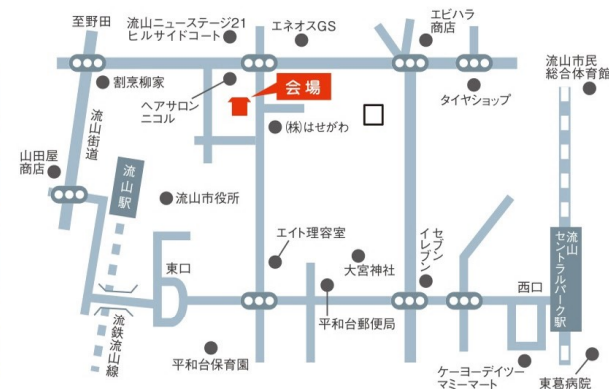 至野田
流山ニューステージ21
ヒルサイドコート
エネオスGS
エビハラ
商店
流山市民
総合体育館
割烹柳家
ヘアサロン
ニコル
会場
タイヤショップ
(株)はせがわ
流山街道
山田屋
商店
流山駅
流山市役所
エイト理容室
大宮神社
セブン
イレブン
流山
セントラルパーク駅
東口
西口
平和台郵便局
流鉄流山線
平和台保育園
ケーヨーデイツー
マミーマート
東葛病院